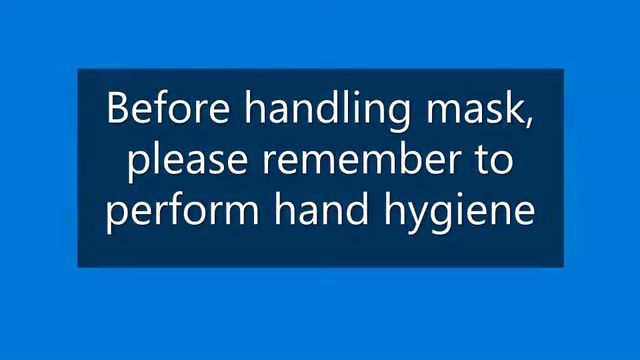 Before handling mask,
please remember to
perform hand hygiene